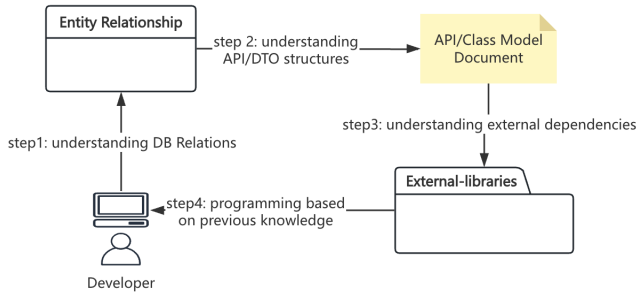 Entity Relationship
step 2: understanding
API/DTO structures
API/Class Model
Document
step1: understanding DB Relations
step3: understanding external dependencies
External-libraries
step4: programming based
on previous knowledge
Developer